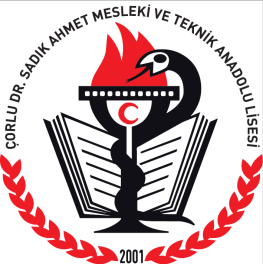 ÇORLU DR. SADIK AHMET MESLEKİ VE TEKNİK ANADOLU LİSESİ
2001